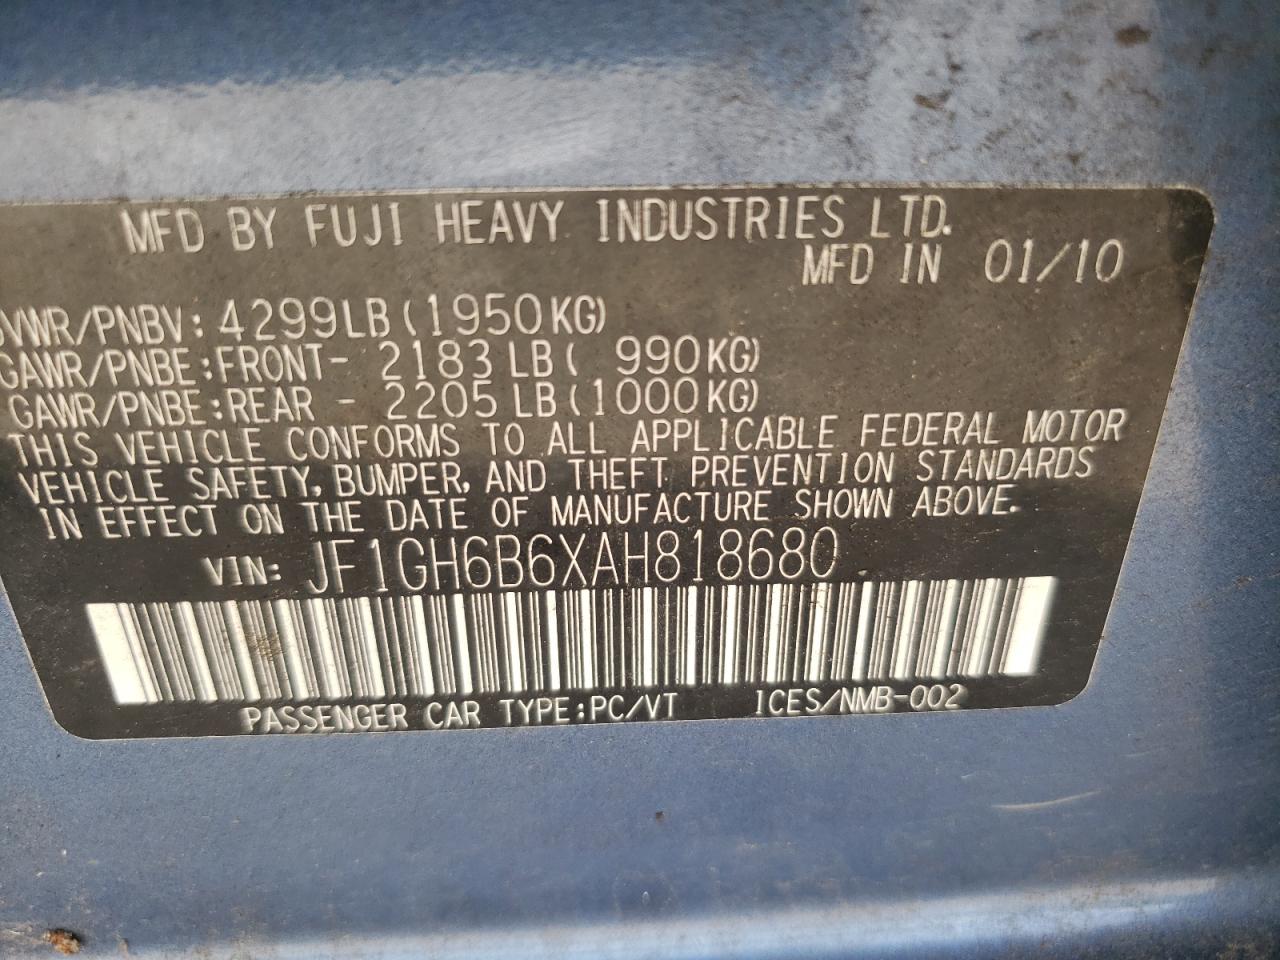 MFD BY FUJI HEAVY INDUSTRIES LTD.
MFD IN 01/10
GVWR/PNBV: 4299LB(1950KG)
GAWR/PNBE:FRONT- 2183LB( 990KG)
GAWR/PNBE:REAR - 2205LB(1000KG)
THIS VEHICLE CONFORMS TO ALL APPLICABLE FEDERAL MOTOR
VEHICLE SAFETY, BUMPER, AND THEFT PREVENTION STANDARDS
IN EFFECT ON THE DATE OF MANUFACTURE SHOWN ABOVE.
VIN: JF1GH6B6XAH818680
PASSENGER CAR TYPE:PC/VT ICES/NMB-002